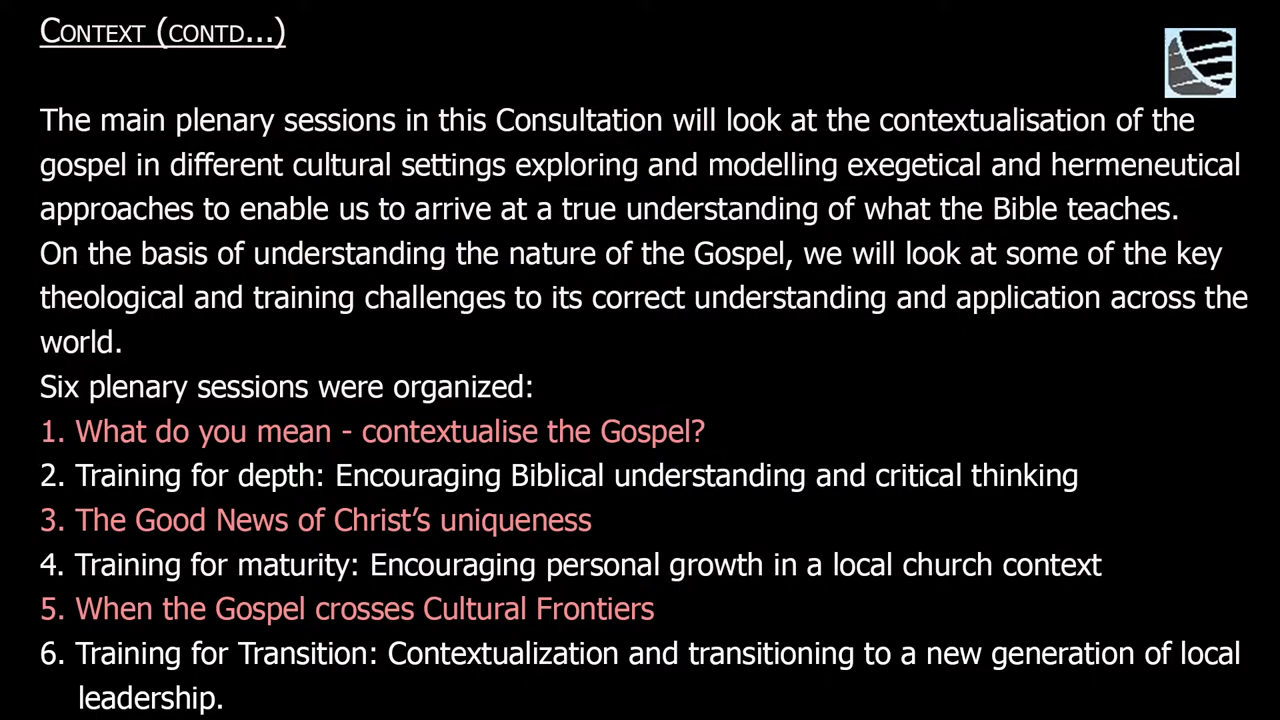 CONTEXT (CONTD...)
The main plenary sessions in this Consultation will look at the contextualisation of the
gospel in different cultural settings exploring and modelling exegetical and hermeneutical
approaches to enable us to arrive at a true understanding of what the Bible teaches.
On the basis of understanding the nature of the Gospel, we will look at some of the key
theological and training challenges to its correct understanding and application across the
world.
Six plenary sessions were organized:
1. What do you mean - contextualise the Gospel?
2. Training for depth: Encouraging Biblical understanding and critical thinking
3. The Good News of Christ’s uniqueness
4. Training for maturity: Encouraging personal growth in a local church context
5. When the Gospel crosses Cultural Frontiers
6. Training for Transition: Contextualization and transitioning to a new generation of local
leadership.